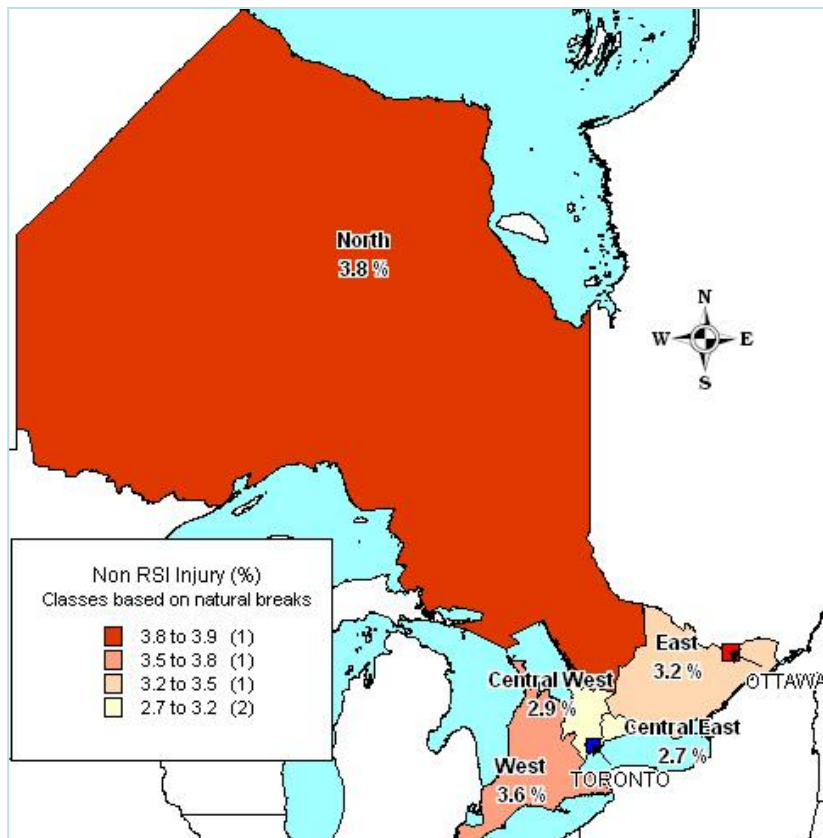 North
3.8 %
N
W E
S
Non RSI Injury (%)
Classes based on natural breaks
3.8 to 3.9 (1)
3.5 to 3.8 (1)
3.2 to 3.5 (1)
2.7 to 3.2 (2)
East
3.2 %
OTTAWA
Central West
2.9 %
Central East
2.7 %
TORONTO
West
3.6 %